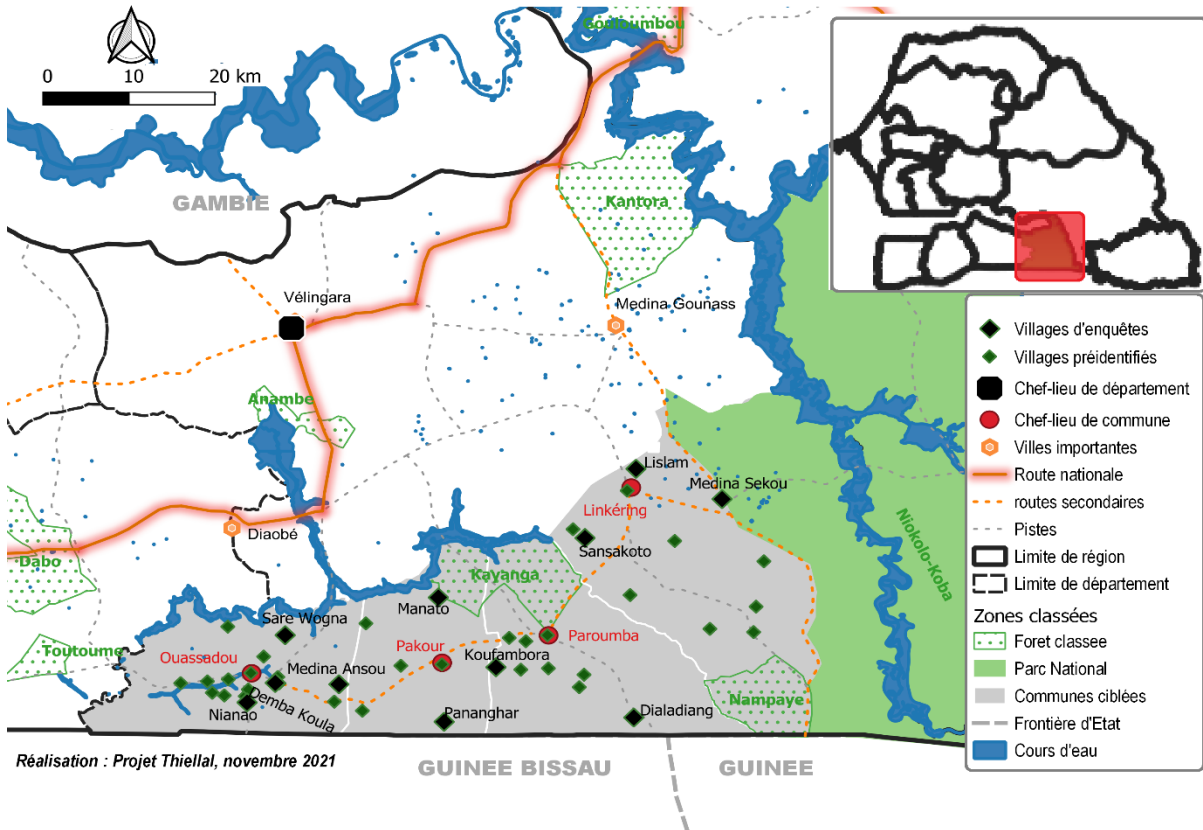 Gouloumbou
0 10 20 km
GAMBIE
Kantora
Vélingara
Medina Gounass
Anambe
Diaobé
Dabo
Lislam
Medina Sekou
Linkéring
Sansakoto
Niokolo-Koba
Kayanga
Manato
Sare Wogna
Toutoume
Ouassadou
Pakour
Paroumba
Medina Ansou
Koufambora
Demba Koula
Nianao
Pananghar
Dialadiang
Nampaye
Réalisation : Projet Thiellal, novembre 2021
GUINEE BISSAU
GUINEE
Villages d'enquêtes
Villages préidentifiés
Chef-lieu de département
Chef-lieu de commune
Villes importantes
Route nationale
routes secondaires
Pistes
Limite de région
Limite de département
Zones classées
Foret classee
Parc National
Communes ciblées
Frontière d'Etat
Cours d'eau